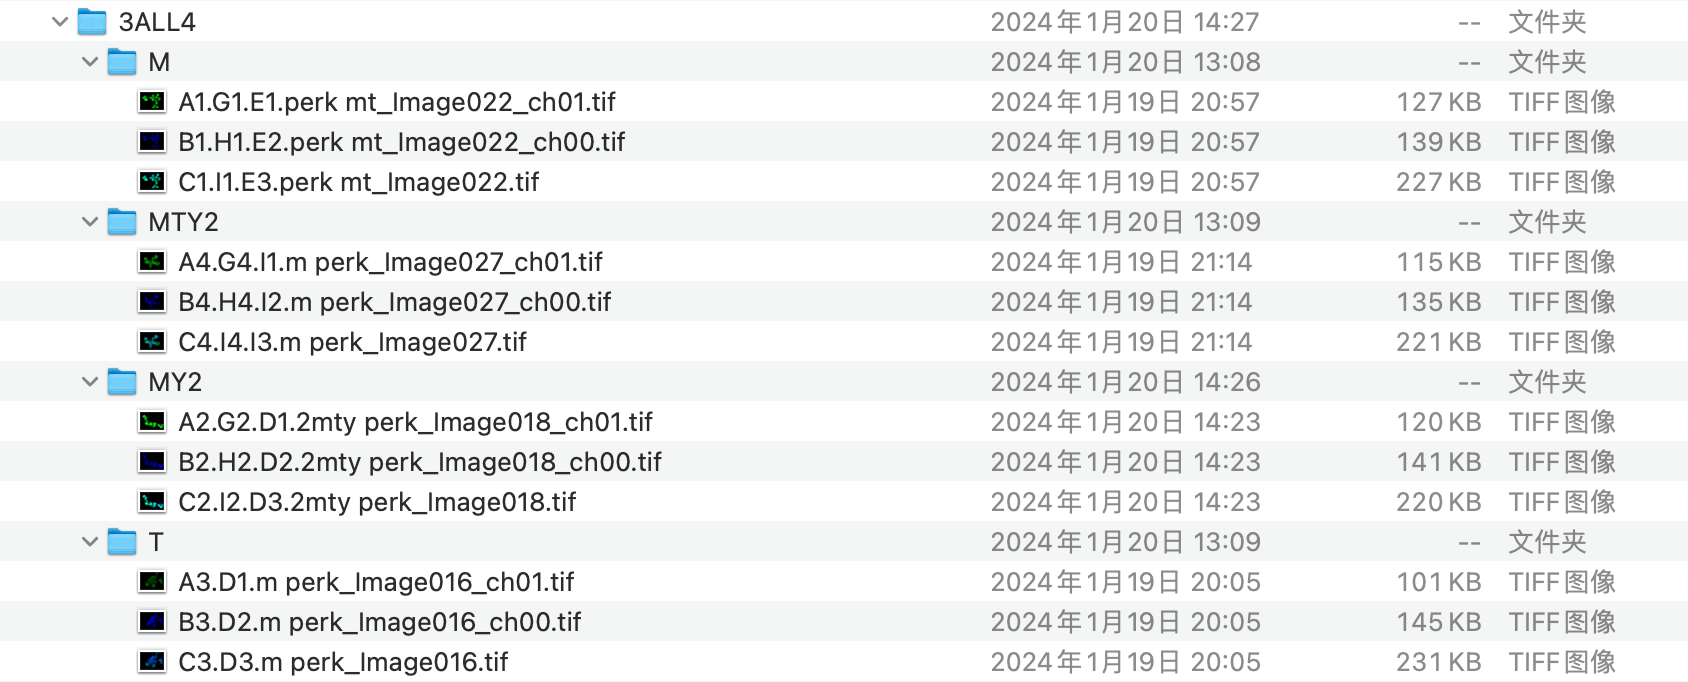 3ALL4 2024年1月20日 14:27 -- 文件夹
M 2024年1月20日 13:08 -- 文件夹
A1.G1.E1.perk mt_Image022_ch01.tif 2024年1月19日 20:57 127 KB TIFF图像
B1.H1.E2.perk mt_Image022_ch00.tif 2024年1月19日 20:57 139 KB TIFF图像
C1.I1.E3.perk mt_Image022.tif 2024年1月19日 20:57 227 KB TIFF图像
MTY2 2024年1月20日 13:09 -- 文件夹
A4.G4.I1.m perk_Image027_ch01.tif 2024年1月19日 21:14 115 KB TIFF图像
B4.H4.I2.m perk_Image027_ch00.tif 2024年1月19日 21:14 135 KB TIFF图像
C4.I4.I3.m perk_Image027.tif 2024年1月19日 21:14 221 KB TIFF图像
MY2 2024年1月20日 14:26 -- 文件夹
A2.G2.D1.2mty perk_Image018_ch01.tif 2024年1月20日 14:23 120 KB TIFF图像
B2.H2.D2.2mty perk_Image018_ch00.tif 2024年1月20日 14:23 141 KB TIFF图像
C2.I2.D3.2mty perk_Image018.tif 2024年1月20日 14:23 220 KB TIFF图像
T 2024年1月20日 13:09 -- 文件夹
A3.D1.m perk_Image016_ch01.tif 2024年1月19日 20:05 101 KB TIFF图像
B3.D2.m perk_Image016_ch00.tif 2024年1月19日 20:05 145 KB TIFF图像
C3.D3.m perk_Image016.tif 2024年1月19日 20:05 231 KB TIFF图像